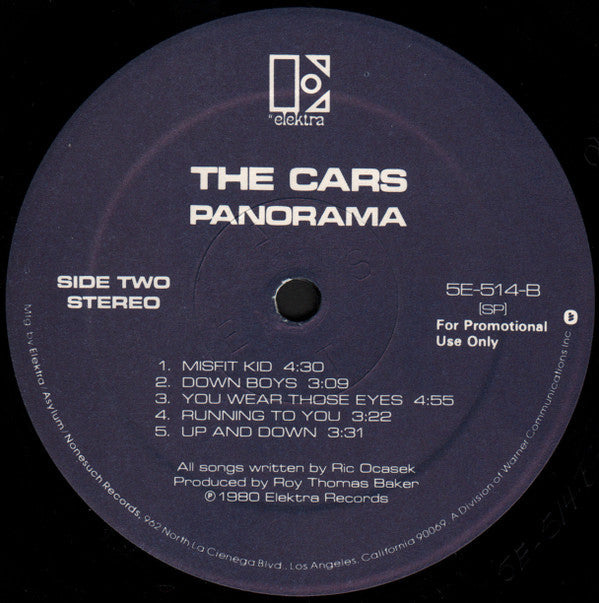 elektra
THE CARS
PANORAMA
SIDE TWO
STEREO
5E-514-B
[SP]
For Promotional
Use Only
1. MISFIT KID 4:30
2. DOWN BOYS 3:09
3. YOU WEAR THOSE EYES 4:55
4. RUNNING TO YOU 3:22
5. UP AND DOWN 3:31
All songs written by Ric Ocasek
Produced by Roy Thomas Baker
℗1980 Elektra Records
Mfg. by Elektra/Asylum/Nonesuch Records, 962 North La Cienega Blvd., Los Angeles, California 90069. A Division of Warner Communications Inc.